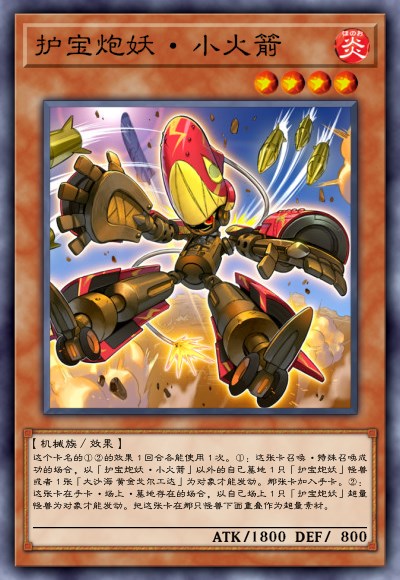 护宝炮妖·小火箭
ほのお
炎
【机械族/效果】
这个卡名的①②的效果1回合各能使用1次。①：这张卡召唤·特殊召唤成
功的场合，以「护宝炮妖·小火箭」以外的自己墓地1只「护宝炮妖」怪兽
或者1张「大沙海 黄金戈尔工达」为对象才能发动。那张卡加入手卡。②：
这张卡在手卡·场上·墓地存在的场合，以自己场上1只「护宝炮妖」超量
怪兽为对象才能发动。把这张卡在那只怪兽下面重叠作为超量素材。
ATK/1800 DEF/ 800